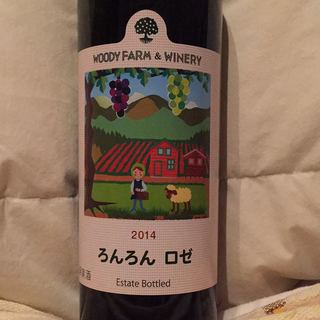 WOODY FARM & WINERY
2014
ろんろん ロゼ
Estate Bottled